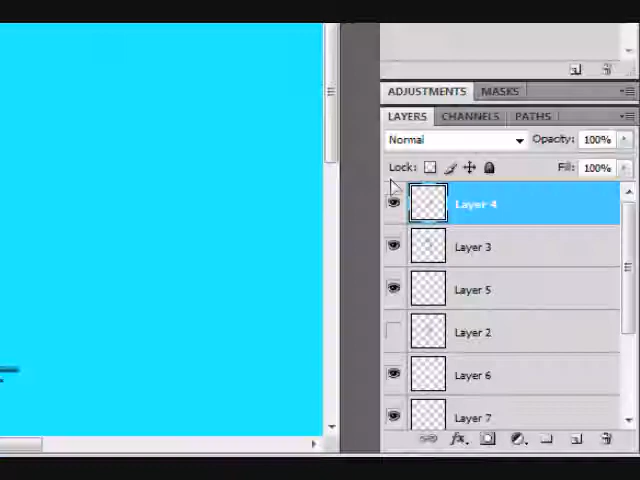 ADJUSTMENTS MASKS
LAYERS CHANNELS PATHS
Normal Opacity: 100%
Lock: Fill: 100%
Layer 4
Layer 3
Layer 5
Layer 2
Layer 6
Layer 7
fx.